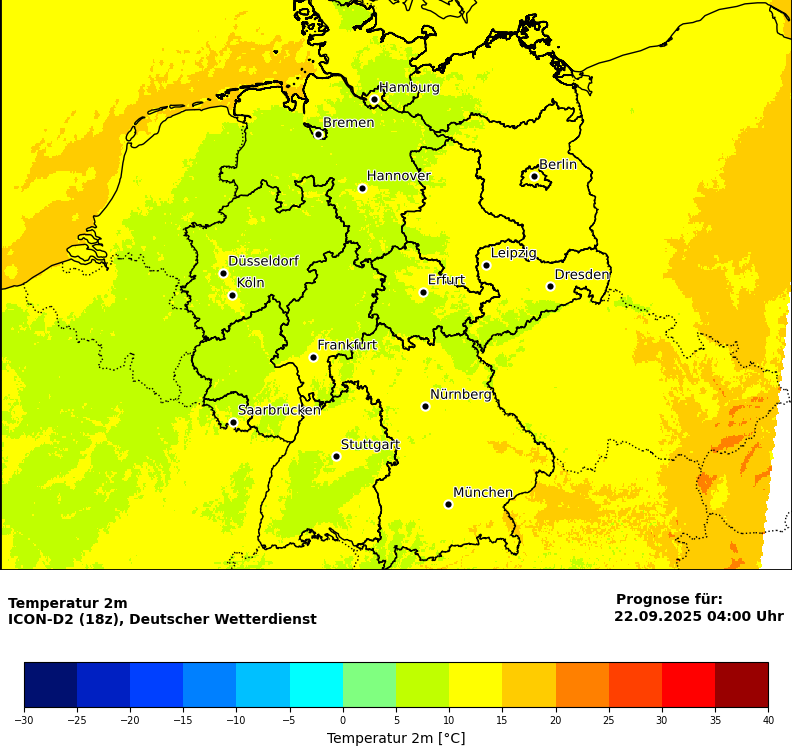 Hamburg
Bremen
Berlin
Hannover
Leipzig
Düsseldorf
Dresden
Köln
Erfurt
Frankfurt
Nürnberg
Saarbrücken
Stuttgart
München
Temperatur 2m
ICON-D2 (18z), Deutscher Wetterdienst
Prognose für:
22.09.2025 04:00 Uhr
−30 −25 −20 −15 −10 −5 0 5 10 15 20 25 30 35 40
Temperatur 2m [°C]